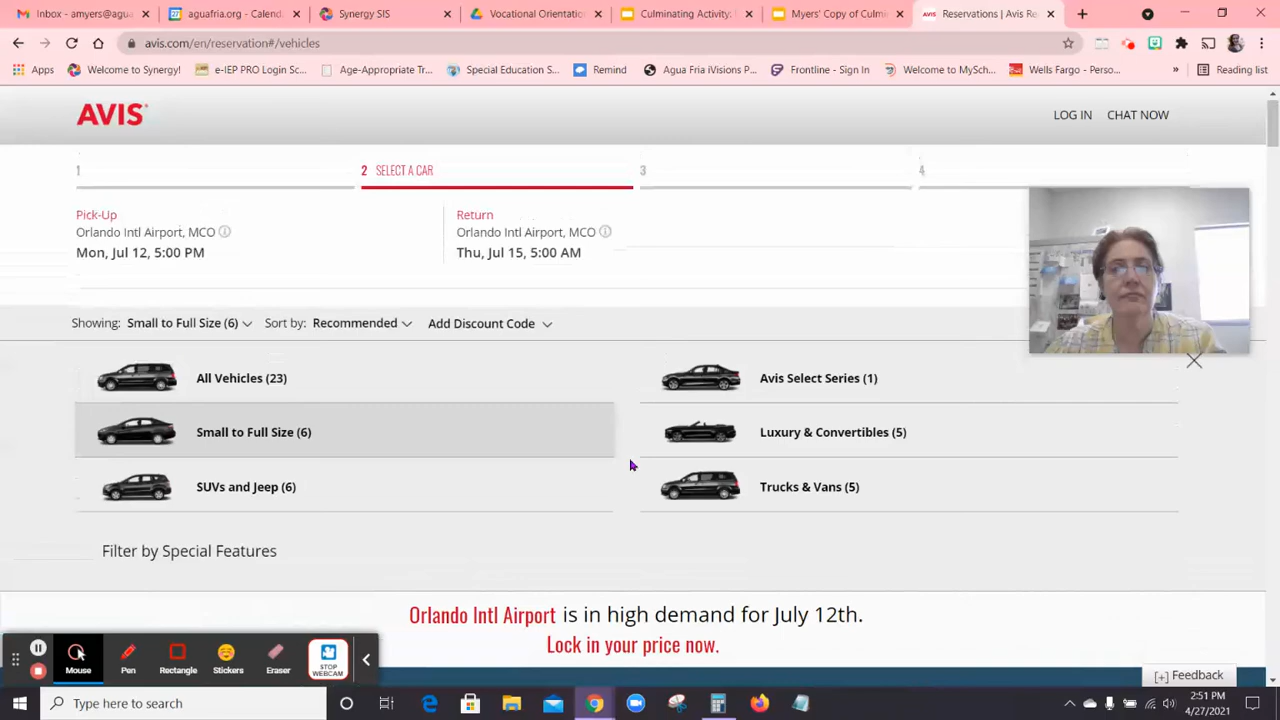 Inbox - amyers@agua
aguafria.org - Calenda
Synergy SIS
Vocational Orientatio
Culminating Activity: S
Myers' Copy of Culmi
AVIS Reservations | Avis Re
avis.com/en/reservation#/vehicles
Apps
Welcome to Synergy!
e-IEP PRO Login Sc...
Age-Appropriate Tr...
Special Education S...
Remind
Agua Fria iVisions P...
Frontline - Sign In
Welcome to MySch...
Wells Fargo - Perso...
»
Reading list
AVIS
LOG IN
CHAT NOW
1
2 SELECT A CAR
3
4
Pick-Up
Orlando Intl Airport, MCO
Mon, Jul 12, 5:00 PM
Return
Orlando Intl Airport, MCO
Thu, Jul 15, 5:00 AM
Showing: Small to Full Size (6) Sort by: Recommended Add Discount Code
All Vehicles (23)
Avis Select Series (1)
Small to Full Size (6)
Luxury & Convertibles (5)
SUVs and Jeep (6)
Trucks & Vans (5)
Filter by Special Features
Orlando Intl Airport is in high demand for July 12th.
Lock in your price now.
Mouse
Pen
Rectangle
Stickers
Eraser
STOP
WEBCAM
[+] Feedback
Type here to search
2:51 PM
4/27/2021